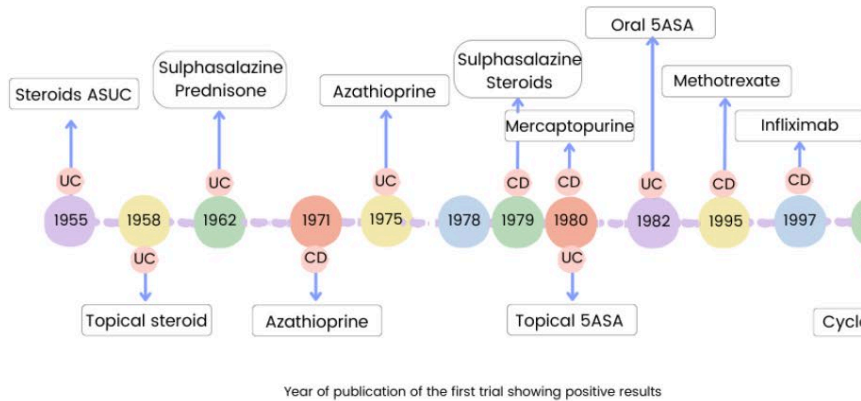 Oral 5ASA
Sulphasalazine
Prednisone
Sulphasalazine
Steroids
Steroids ASUC
Azathioprine
Methotrexate
Mercaptopurine
Infliximab
UC
UC
UC
CD
CD
UC
CD
CD
1955
1958
1962
1971
1975
1978
1979
1980
1982
1995
1997
UC
CD
UC
Topical steroid
Azathioprine
Topical 5ASA
Cycl
Year of publication of the first trial showing positive results